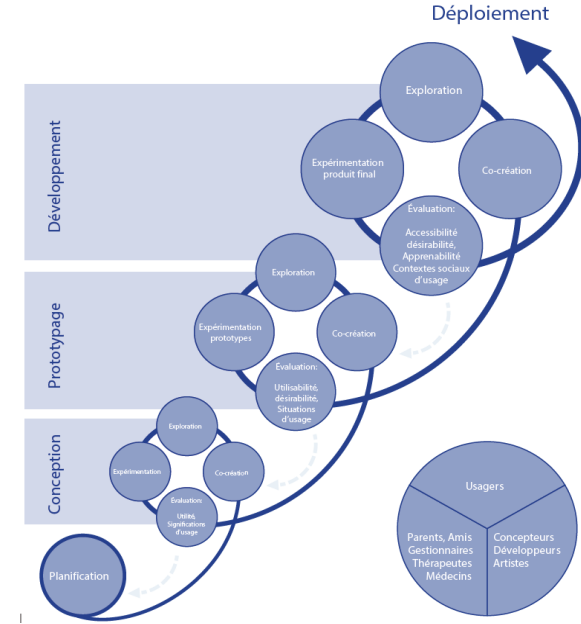 Déploiement
Développement
Exploration
Expérimentation
produit final
Co-création
Évaluation:
Accessibilité
désirabilité,
Apprenabilité
Contextes sociaux
d'usage
Prototypage
Exploration
Expérimentation
prototypes
Co-création
Evaluation:
Utilisabilité,
désirabilité,
Situations
d'usage
Conception
Exploration
Expérimentation
Co-création
Évaluation:
Utilité,
Significations
d'usage
Planification
Usagers
Parents, Amis
Gestionnaires
Thérapeutes
Médecins
Concepteurs
Développeurs
Artistes